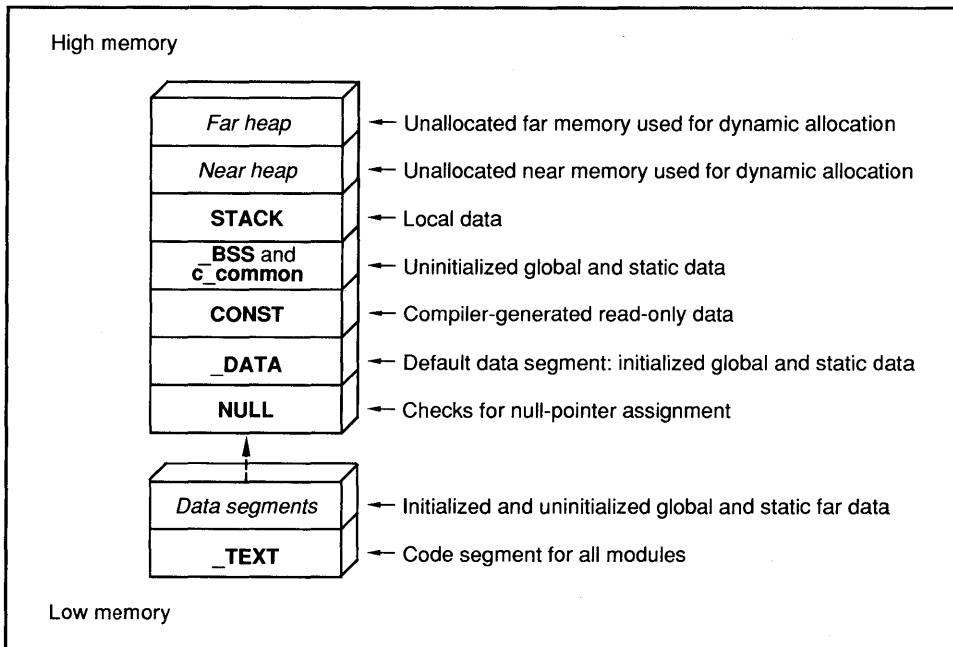 High memory
Far heap
Unallocated far memory used for dynamic allocation
Near heap
Unallocated near memory used for dynamic allocation
STACK
Local data
_BSS and
c_common
Uninitialized global and static data
CONST
Compiler-generated read-only data
_DATA
Default data segment: initialized global and static data
NULL
Checks for null-pointer assignment
Data segments
Initialized and uninitialized global and static far data
_TEXT
Code segment for all modules
Low memory